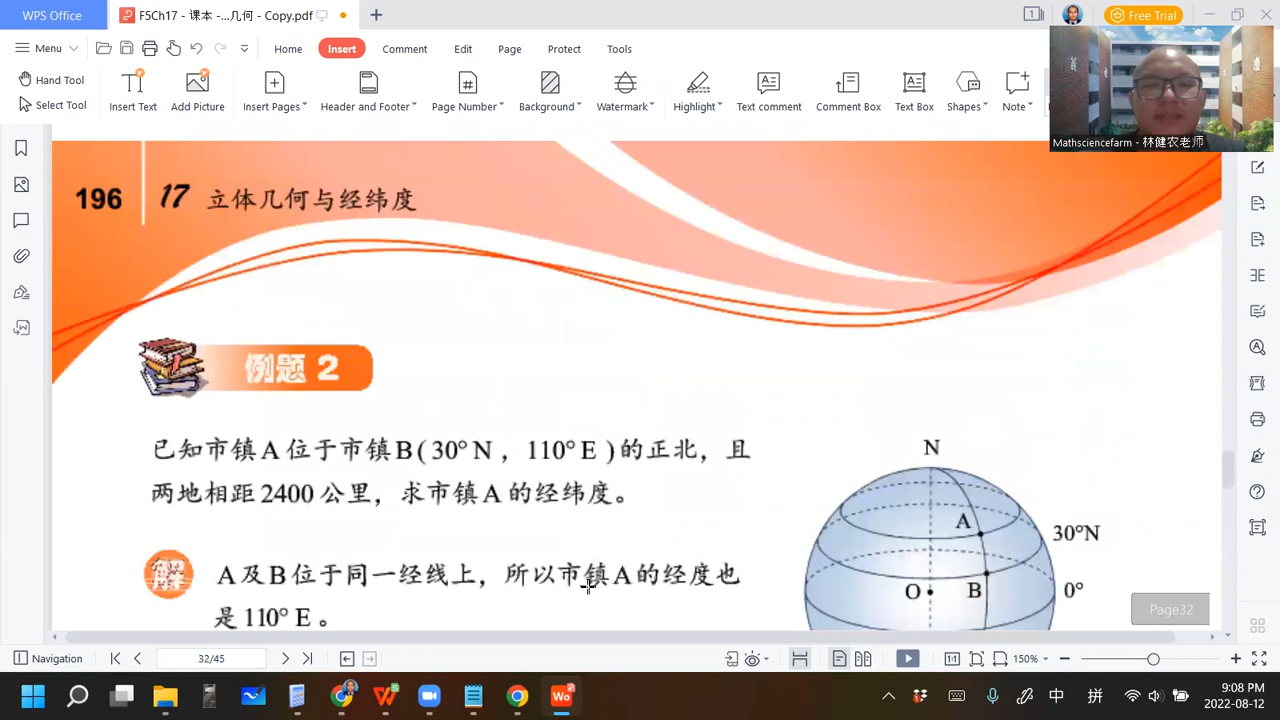 WPS Office
F5Ch17 - 课本 -...几何 - Copy.pdf
1
Free Trial
Menu
Home
Insert
Comment
Edit
Page
Protect
Tools
Hand Tool
Select Tool
Insert Text
Add Picture
Insert Pages
Header and Footer
Page Number
Background
Watermark
Highlight
Text comment
Comment Box
Text Box
Shapes
Note
Mathsciencefarm - 林健农老师
196
17 立体几何与经纬度
例题 2
已知市镇A位于市镇B(30°N，110°E)的正北，且
两地相距2400公里，求市镇A的经纬度。
A及B位于同一经线上，所以市镇A的经度也
是110°E。
N
A
30°N
O
B
0°
Page32
Navigation
32/45
1:1
150%
中
拼
9:08 PM
2022-08-12